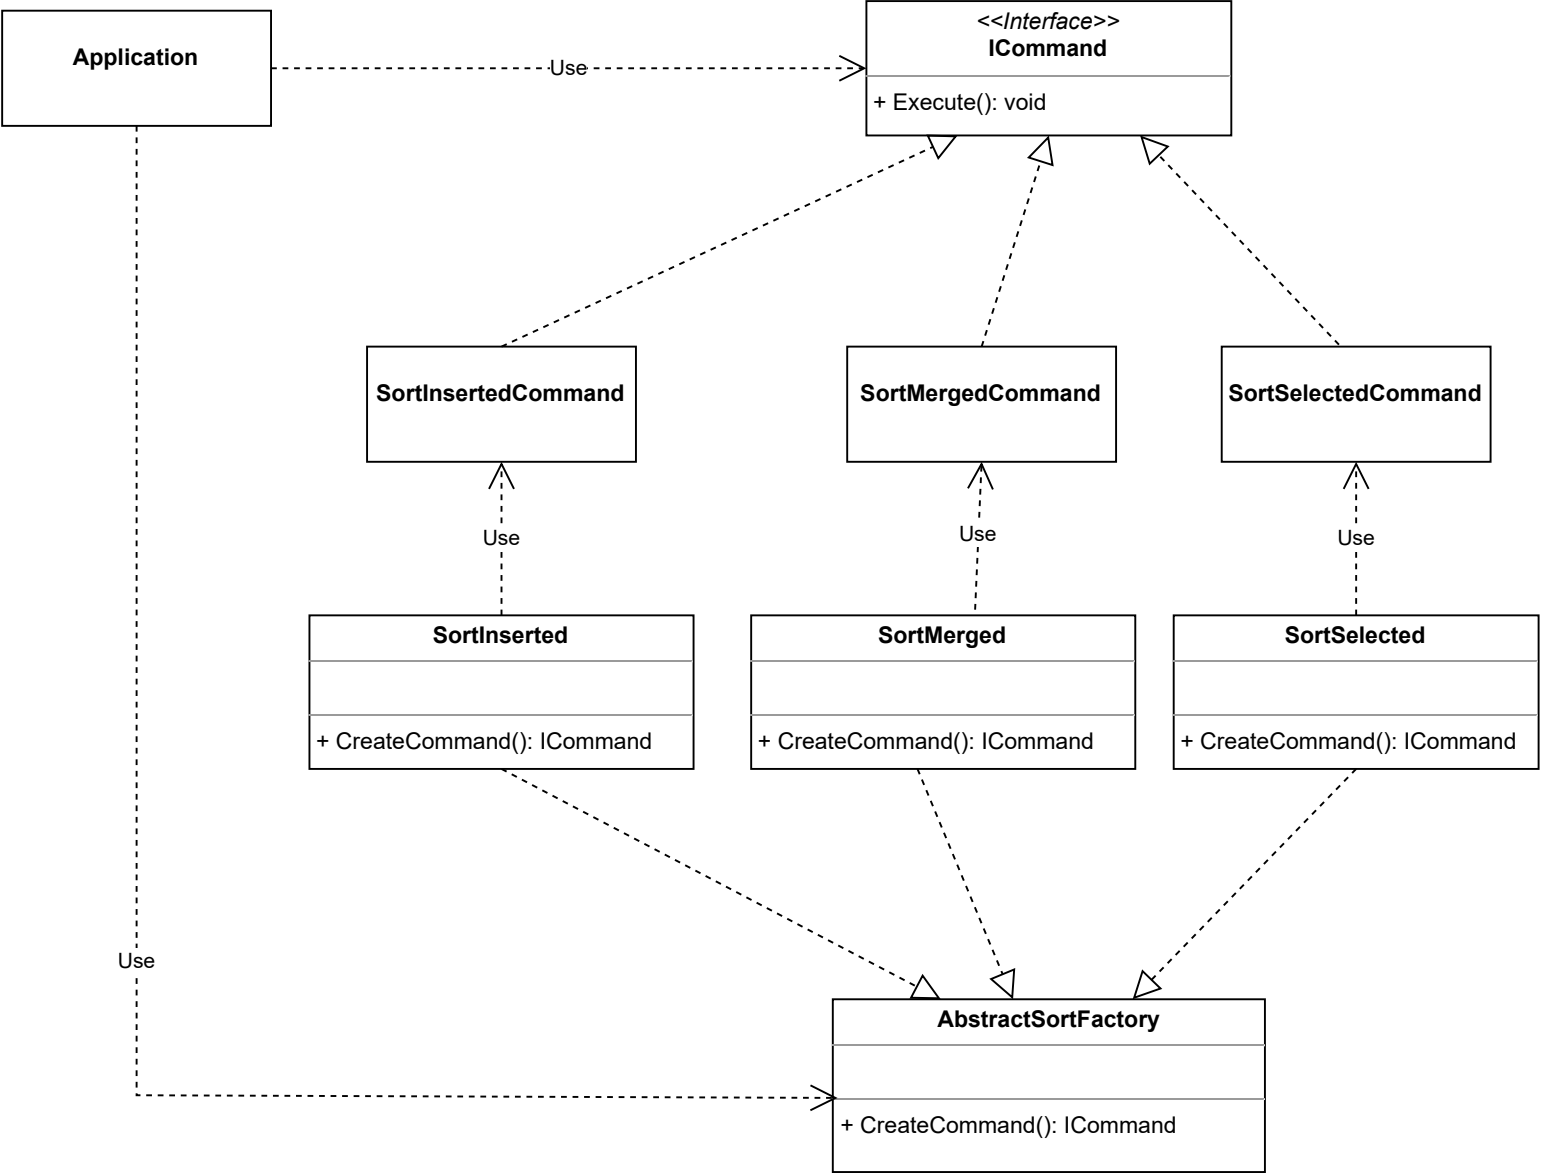 <<Interface>>
ICommand
Application
Use
+ Execute(): void
SortInsertedCommand
SortMergedCommand
SortSelectedCommand
Use
Use
Use
SortInserted
SortMerged
SortSelected
+ CreateCommand(): ICommand
+ CreateCommand(): ICommand
+ CreateCommand(): ICommand
Use
AbstractSortFactory
+ CreateCommand(): ICommand